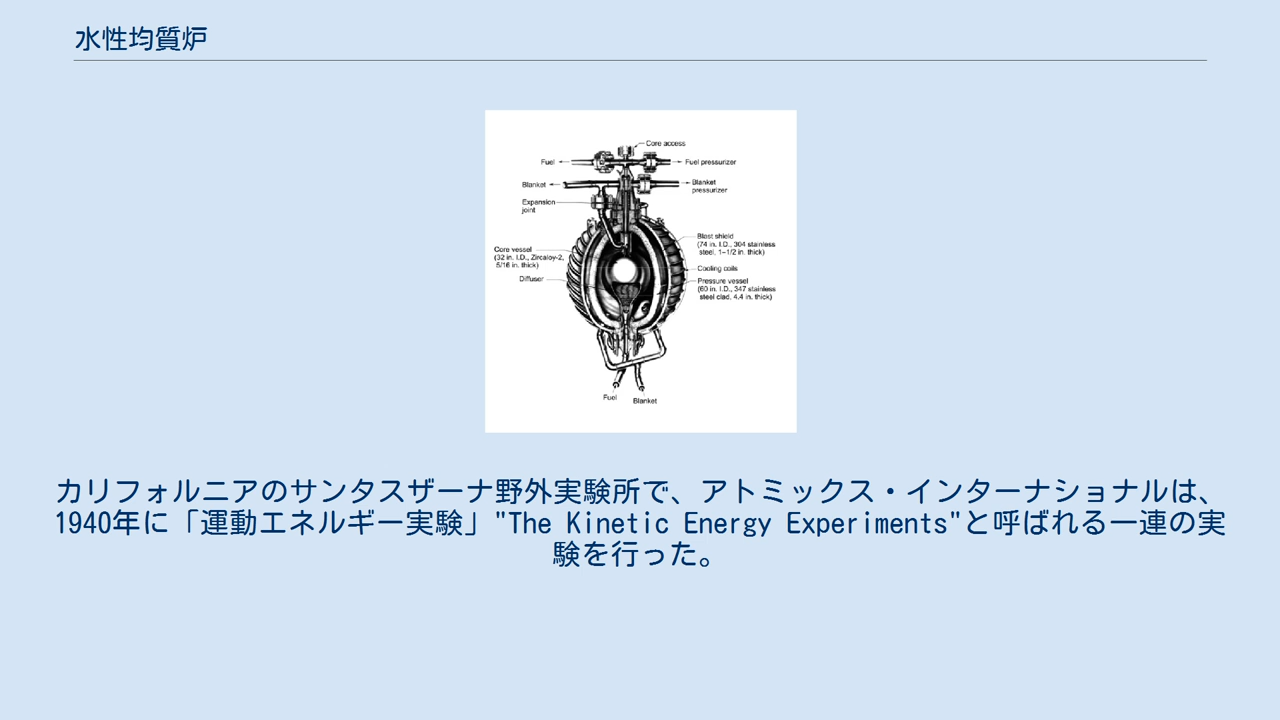 水性均質炉
Core access
Fuel
Fuel pressurizer
Blanket
Blanket
pressurizer
Expansion
joint
Blast shield
(74 in. I.D., 304 stainless
steel, 1-1/2 in. thick)
Core vessel
(32 in. I.D., Zircaloy-2,
5/16 in. thick)
Cooling coils
Diffuser
Pressure vessel
(60 in. I.D., 347 stainless
steel clad, 4.4 in. thick)
Fuel
Blanket
カリフォルニアのサンタスザーナ野外実験所で、アトミックス・インターナショナルは、
1940年に「運動エネルギー実験」"The Kinetic Energy Experiments"と呼ばれる一連の実
験を行った。